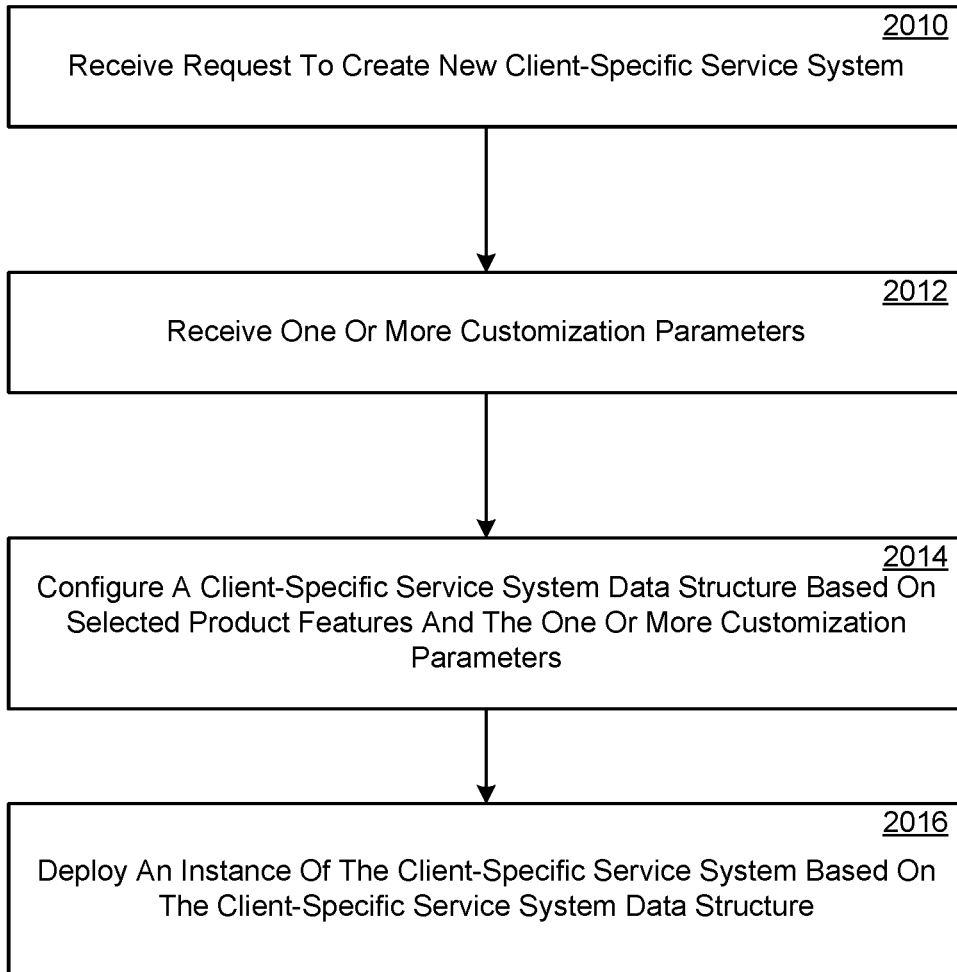 2010
Receive Request To Create New Client-Specific Service System
2012
Receive One Or More Customization Parameters
2014
Configure A Client-Specific Service System Data Structure Based On
Selected Product Features And The One Or More Customization
Parameters
2016
Deploy An Instance Of The Client-Specific Service System Based On
The Client-Specific Service System Data Structure